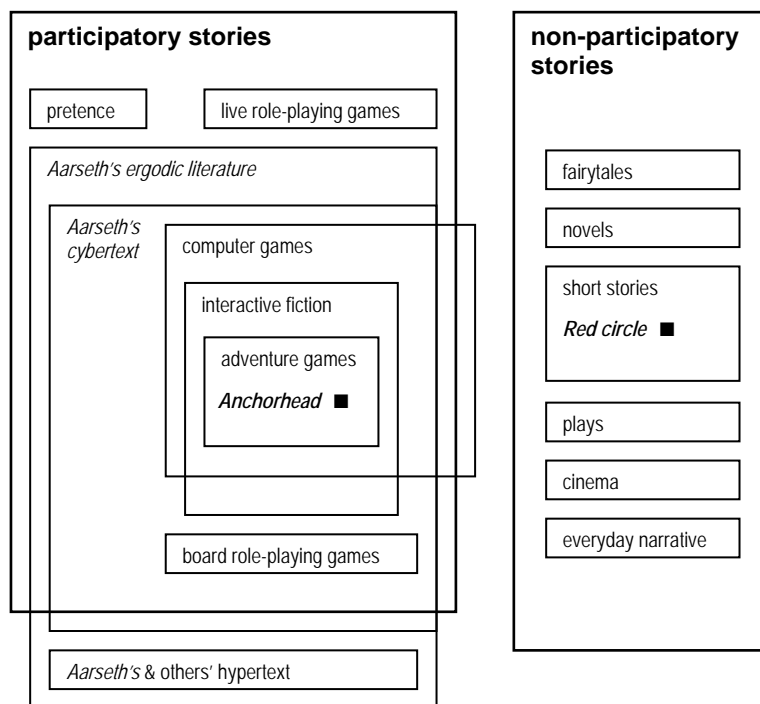 participatory stories
pretence
live role-playing games
Aarseth's ergodic literature
Aarseth's
cybertext
computer games
interactive fiction
adventure games
Anchorhead
board role-playing games
Aarseth's & others' hypertext
non-participatory
stories
fairytales
novels
short stories
Red circle
plays
cinema
everyday narrative